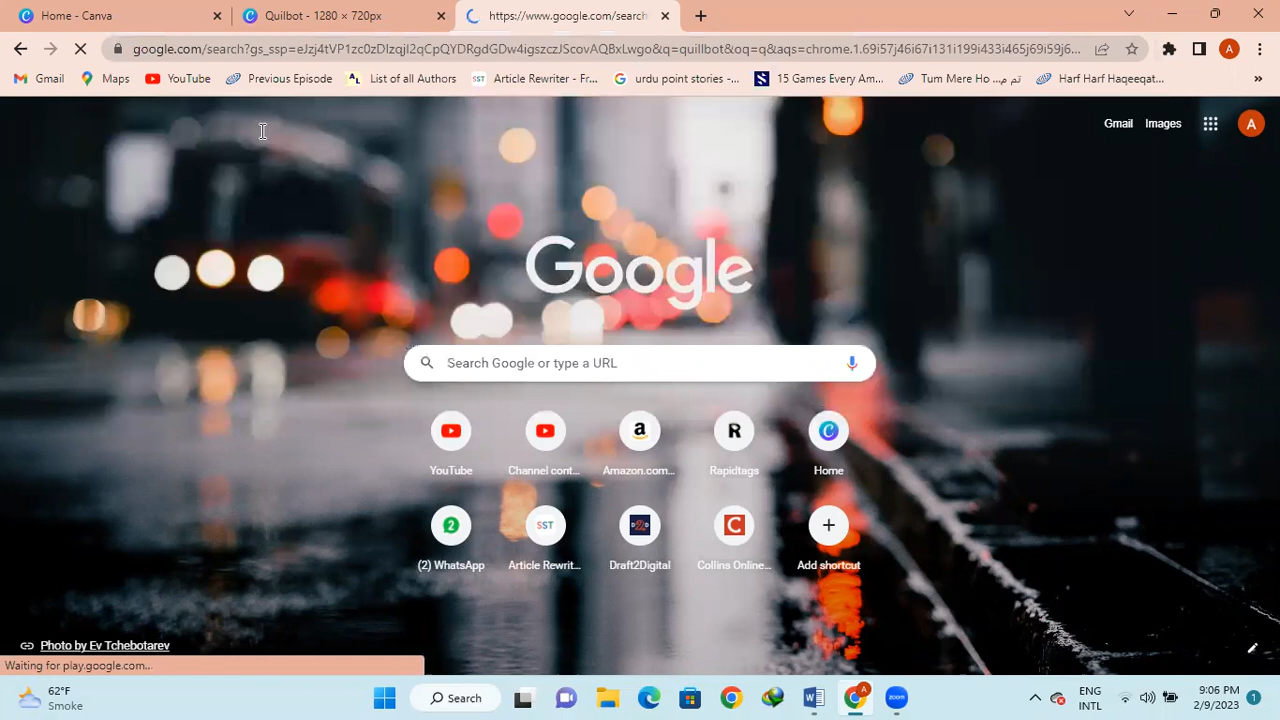 Home - Canva
Quilbot - 1280 × 720px
https://www.google.com/search
google.com/search?gs_ssp=eJzj4tVP1zc0zDIzqjI2qCpQYDRgdGDw4igszczJScovAQBxLwgo&q=quillbot&oq=q&aqs=chrome.1.69i57j46i67i131i199i433i465j69i59j6...
A
Gmail
Maps
YouTube
Previous Episode
List of all Authors
Article Rewriter - Fr...
urdu point stories -...
15 Games Every Am...
Tum Mere Ho ... تم م
Harf Harf Haqeeqat...
»
Gmail Images A
Google
Search Google or type a URL
YouTube
Channel cont...
Amazon.com...
Rapidtags
Home
SST
(2) WhatsApp
Article Rewrit...
Draft2Digital
Collins Online...
Add shortcut
Photo by Ev Tchebotarev
Waiting for play.google.com...
62°F
Smoke
Search
ENG
INTL
9:06 PM
2/9/2023
1